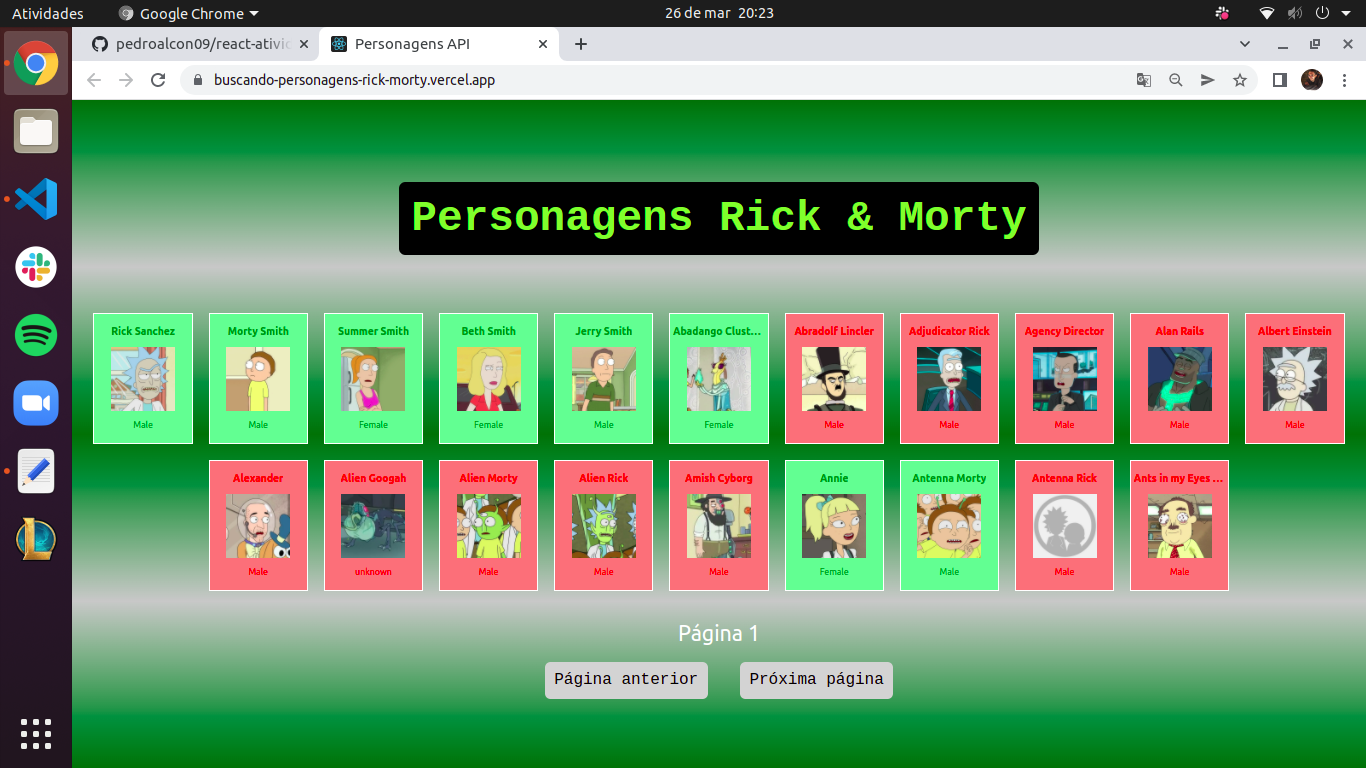 Atividades
Google Chrome
26 de mar 20:23
pedroalcon09/react-ativid
Personagens API
buscando-personagens-rick-morty.vercel.app
Personagens Rick & Morty
Rick Sanchez
Male
Morty Smith
Male
Summer Smith
Female
Beth Smith
Female
Jerry Smith
Male
Abadango Clust...
Female
Abradolf Lincler
Male
Adjudicator Rick
Male
Agency Director
Male
Alan Rails
Male
Albert Einstein
Male
Alexander
Male
Alien Googah
unknown
Alien Morty
Male
Alien Rick
Male
Amish Cyborg
Male
Annie
Female
Antenna Morty
Male
Antenna Rick
Male
Ants in my Eyes ...
Male
Página 1
Página anterior
Próxima página